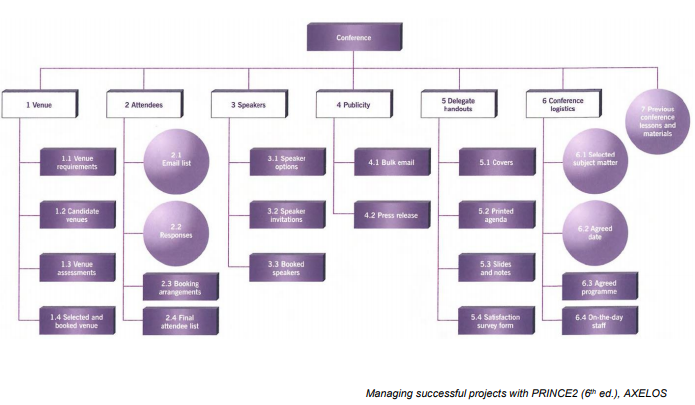 Conference
1 Venue
2 Attendees
3 Speakers
4 Publicity
5 Delegate
handouts
6 Conference
logistics
7 Previous
conference
lessons and
materials
1.1 Venue
requirements
1.2 Candidate
venues
1.3 Venue
assessments
1.4 Selected and
booked venue
2.1
Email list
2.2
Responses
2.3 Booking
arrangements
2.4 Final
attendee list
3.1 Speaker
options
3.2 Speaker
invitations
3.3 Booked
speakers
4.1 Bulk email
4.2 Press release
5.1 Covers
5.2 Printed
agenda
5.3 Slides
and notes
5.4 Satisfaction
survey form
6.1 Selected
subject matter
6.2 Agreed
date
6.3 Agreed
programme
6.4 On-the-day
staff
Managing successful projects with PRINCE2 (6th ed.), AXELOS